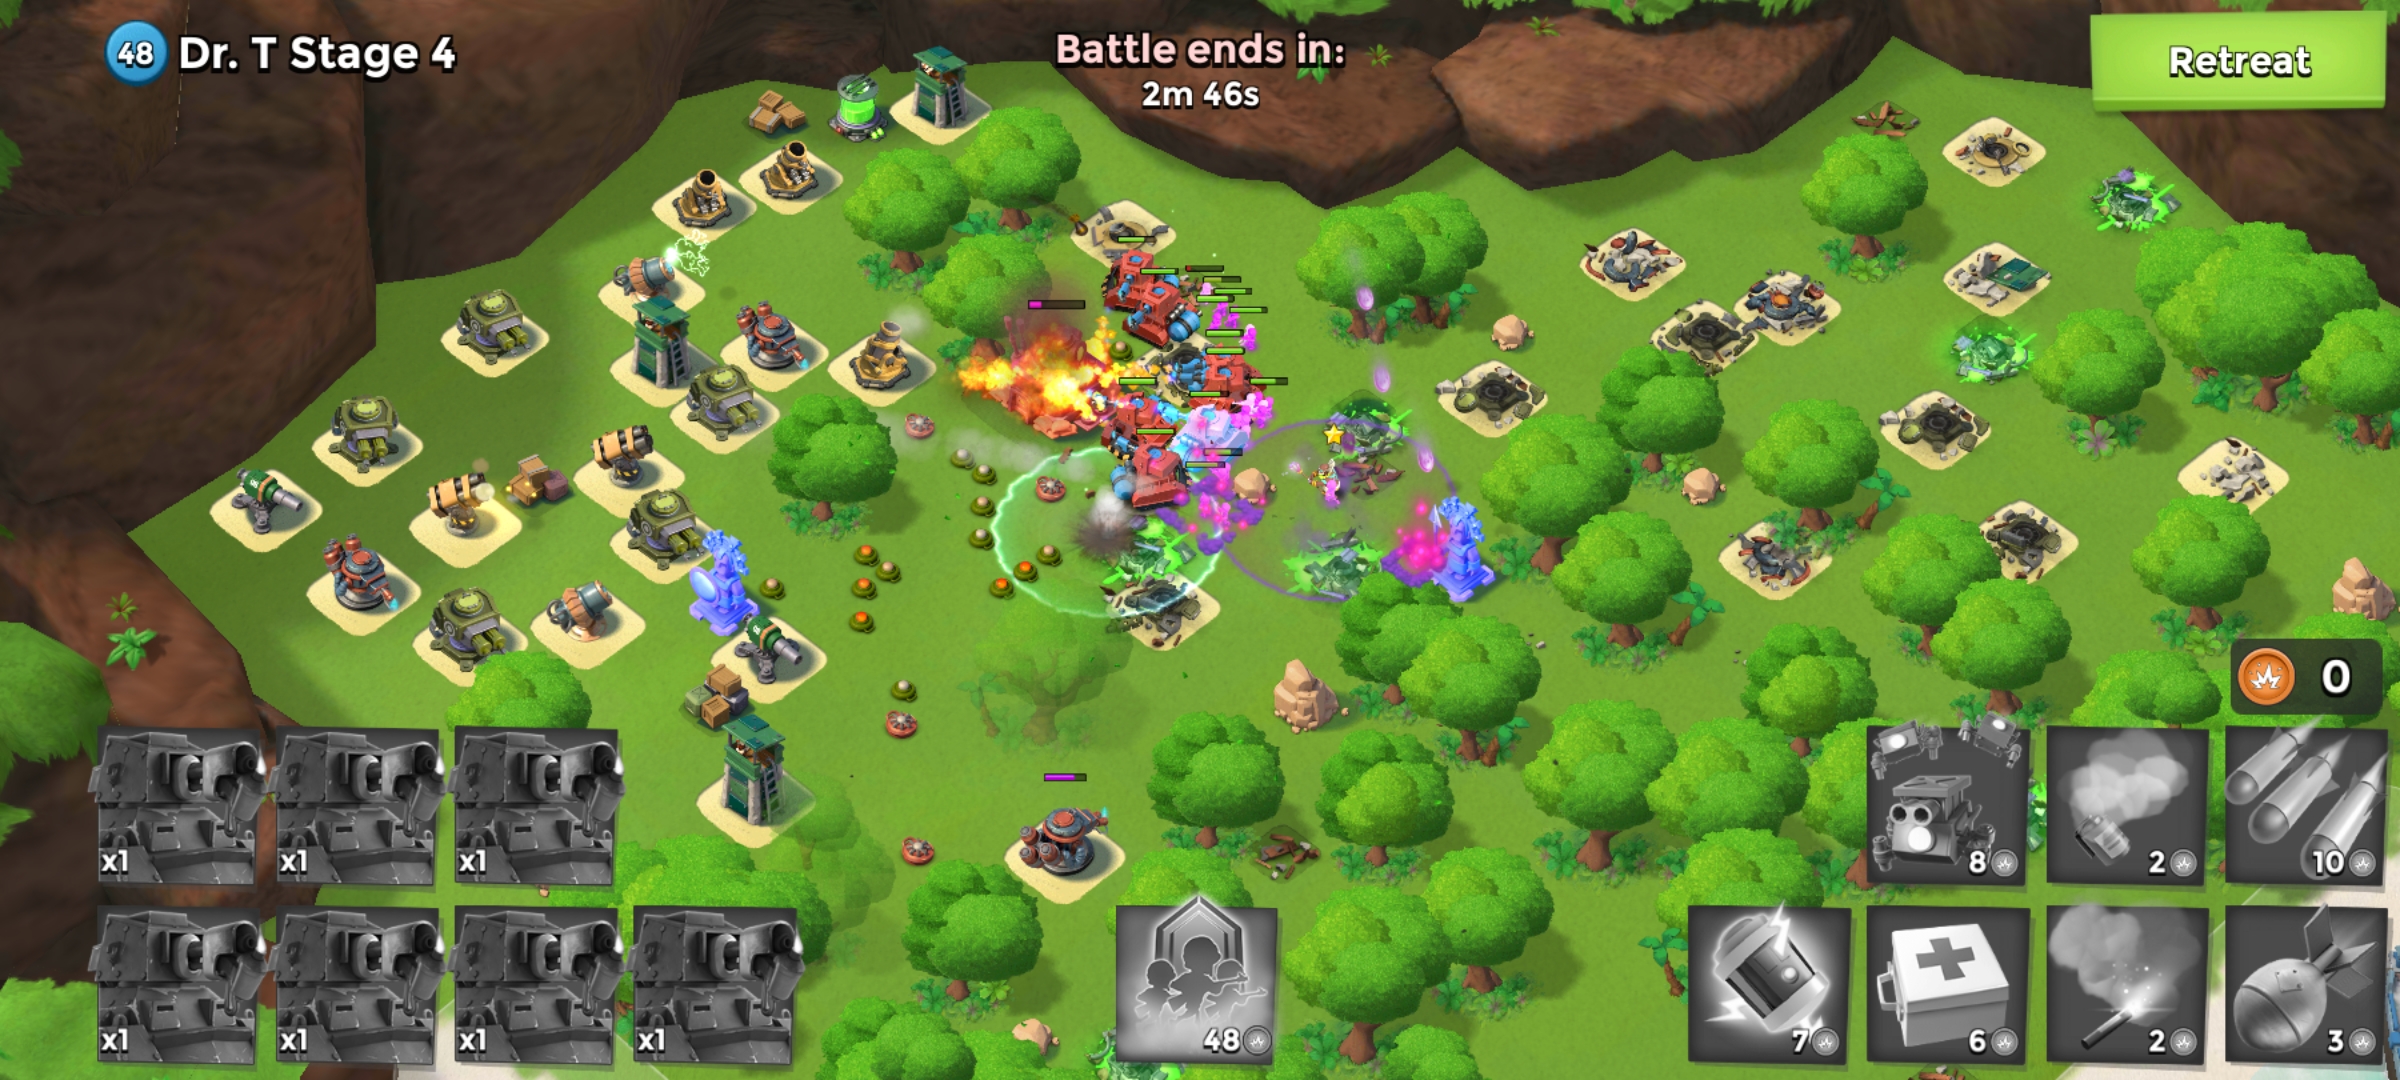 48 Dr. T Stage 4
Battle ends in:
2m 46s
Retreat
0
x1 x1 x1
8 2 10
x1 x1 x1 x1
48 7 6 2 3